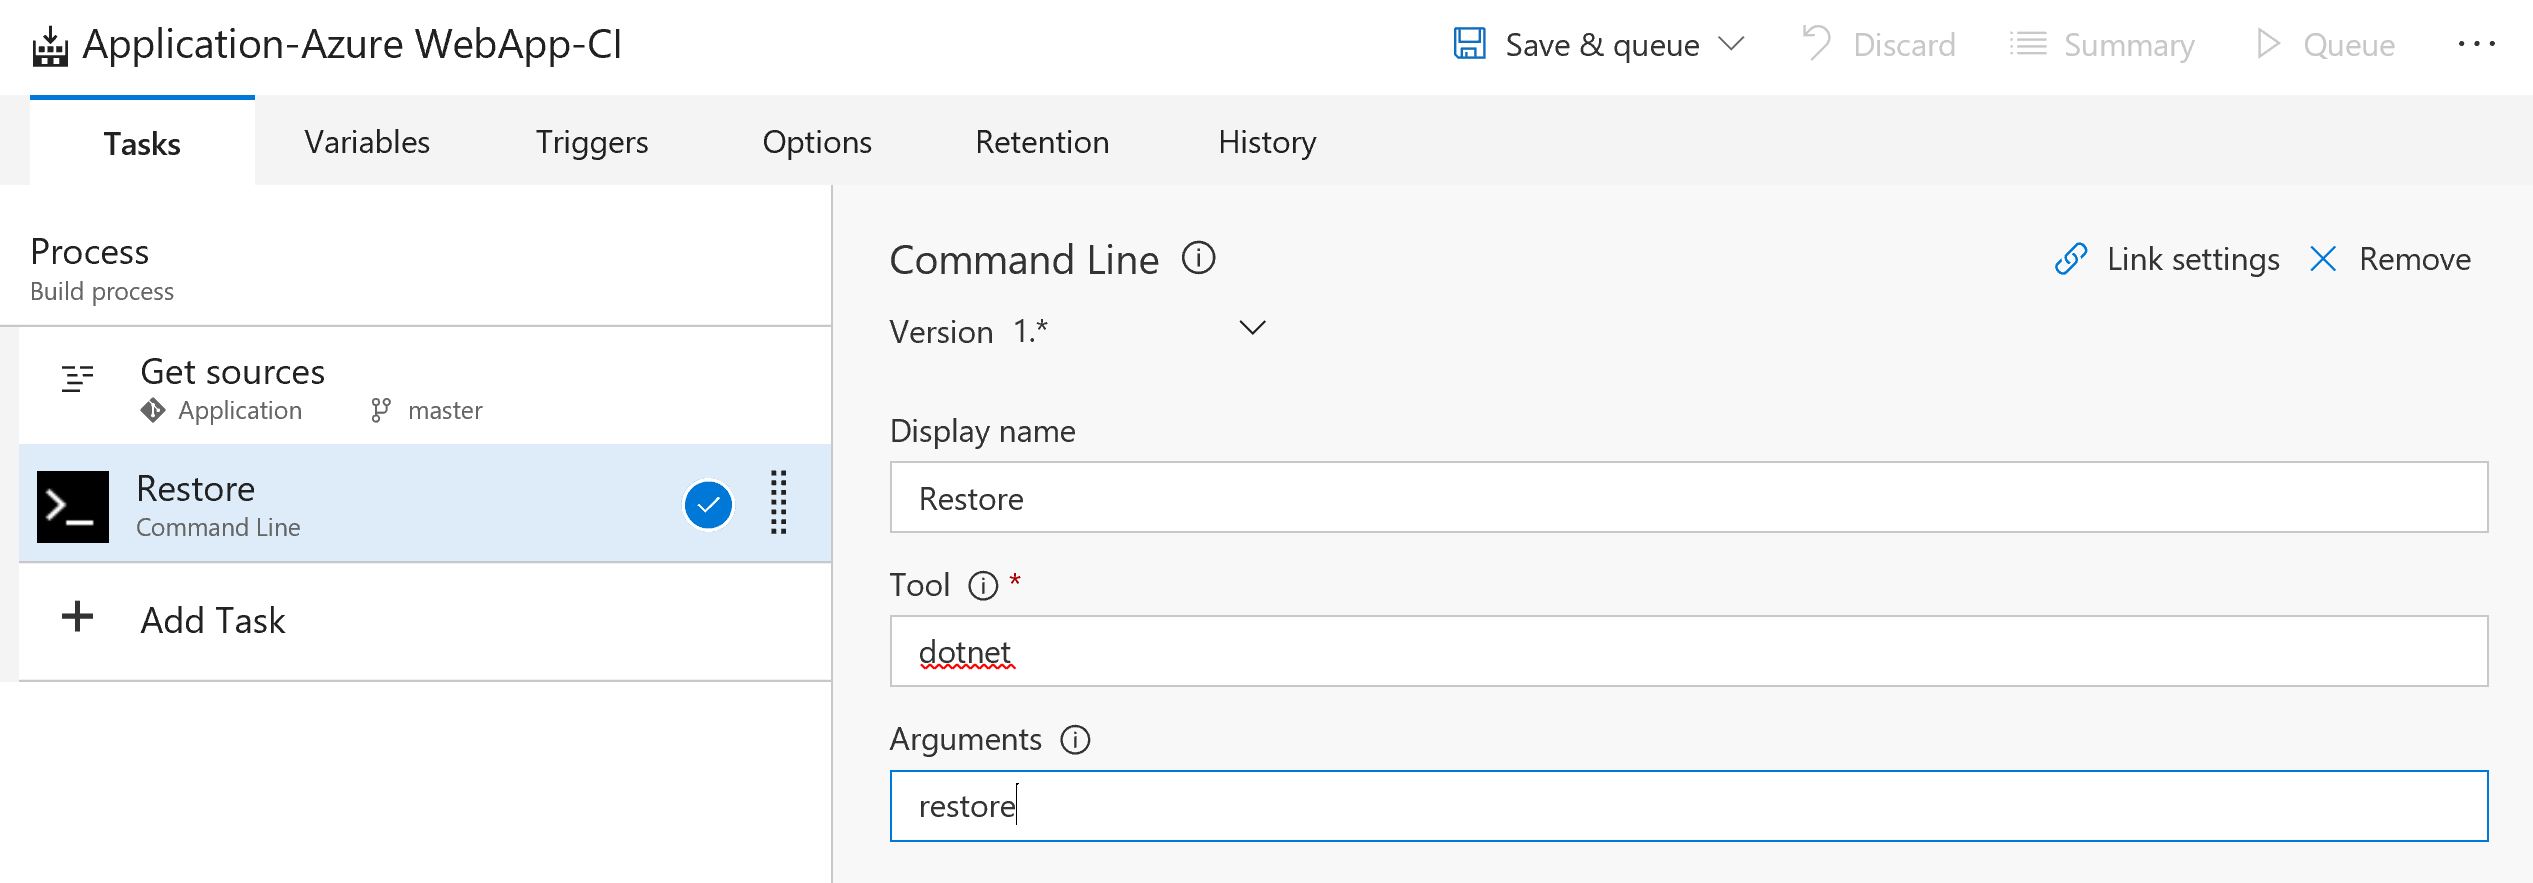 Application-Azure WebApp-CI
Save & queue
Discard
Summary
Queue
Tasks
Variables
Triggers
Options
Retention
History
Process
Build process
Get sources
Application
master
Restore
Command Line
Add Task
Command Line
Link settings
Remove
Version 1.*
Display name
Restore
Tool *
dotnet
Arguments
restore